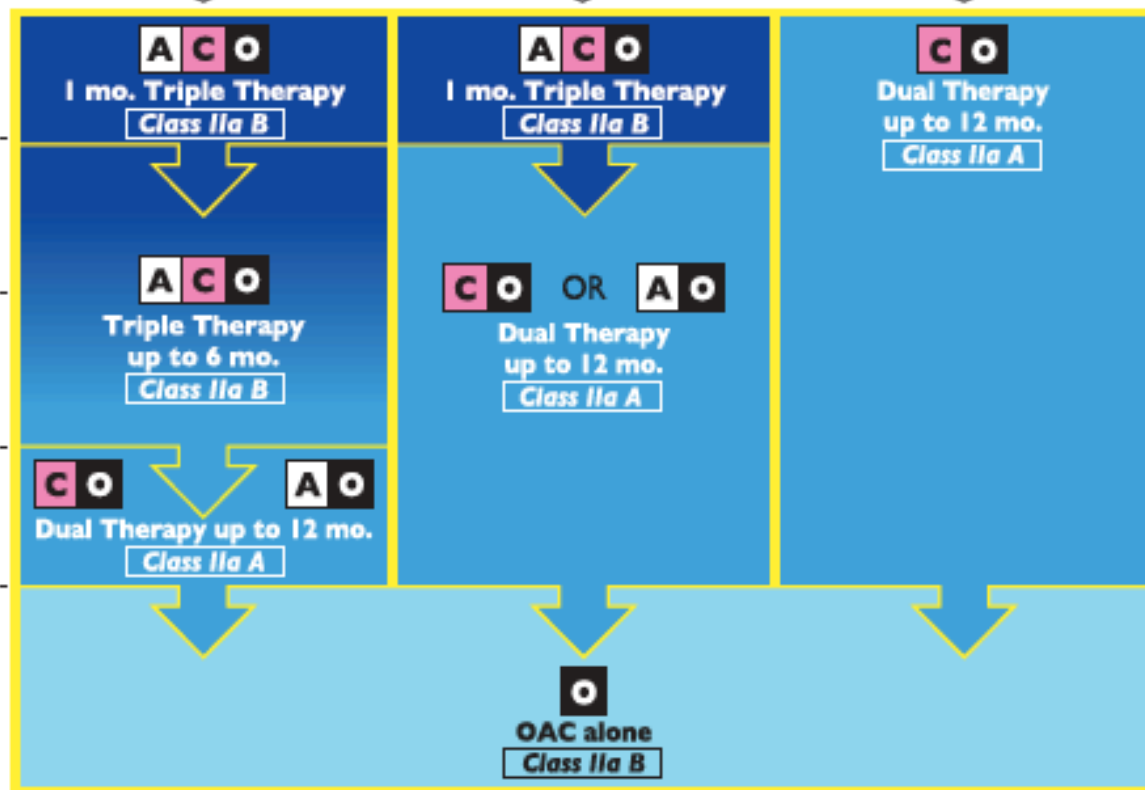 A C O
1 mo. Triple Therapy
Class IIa B
A C O
Triple Therapy
up to 6 mo.
Class IIa B
C O A O
Dual Therapy up to 12 mo.
Class IIa A
A C O
1 mo. Triple Therapy
Class IIa B
C O OR A O
Dual Therapy
up to 12 mo.
Class IIa A
C O
Dual Therapy
up to 12 mo.
Class IIa A
O
OAC alone
Class IIa B